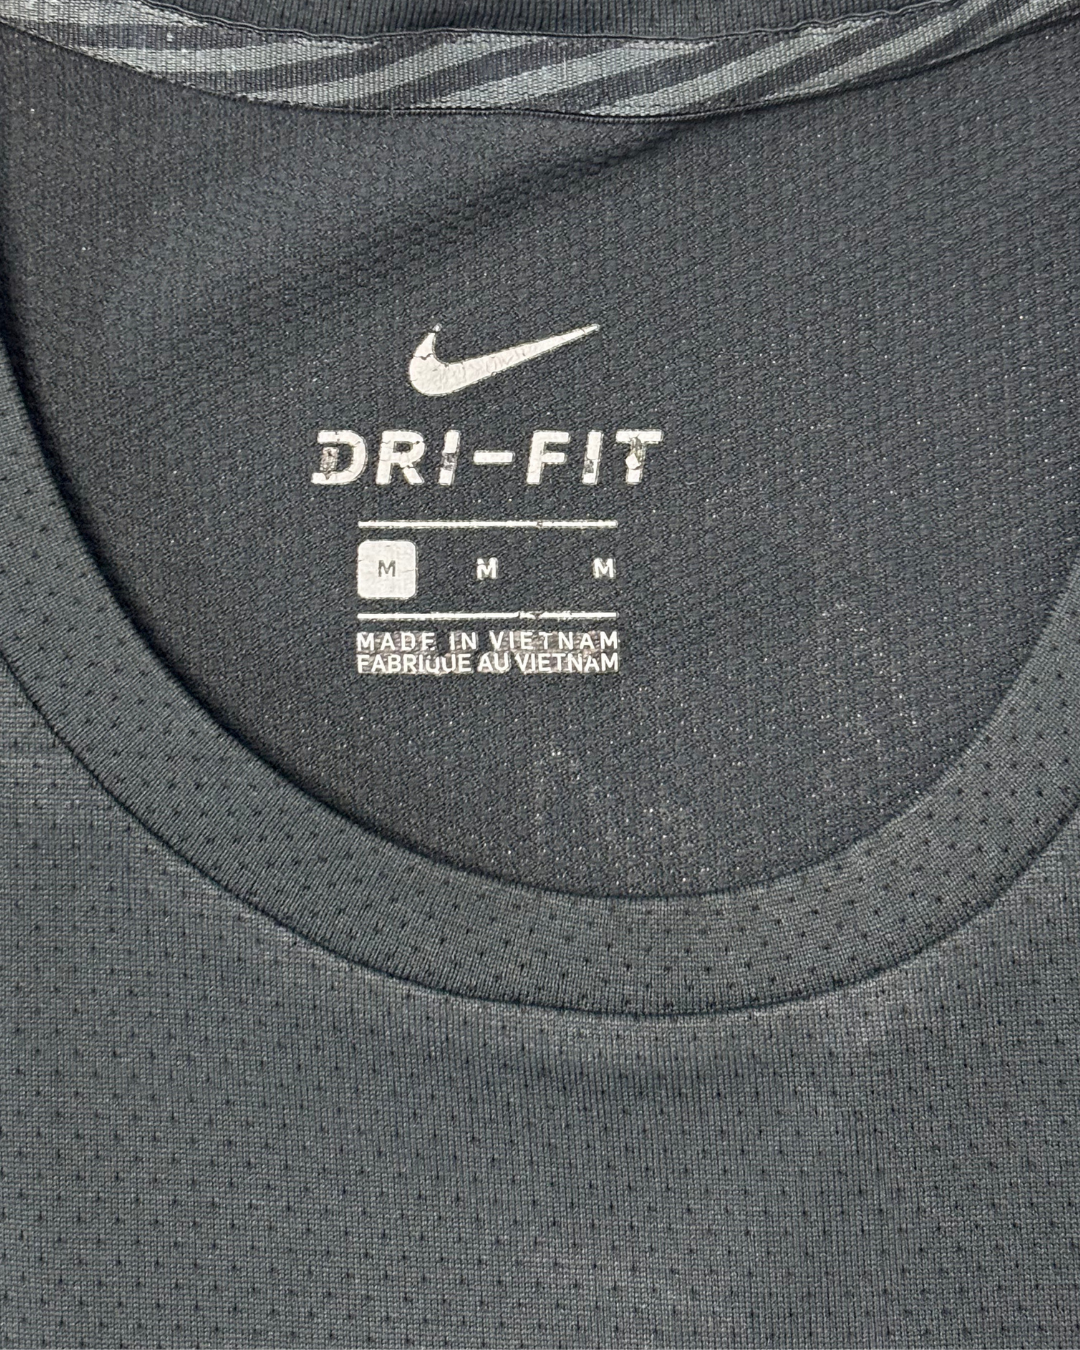 DRI-FIT
M M M
MADE IN VIETNAM
FABRIQUE AU VIETNAM